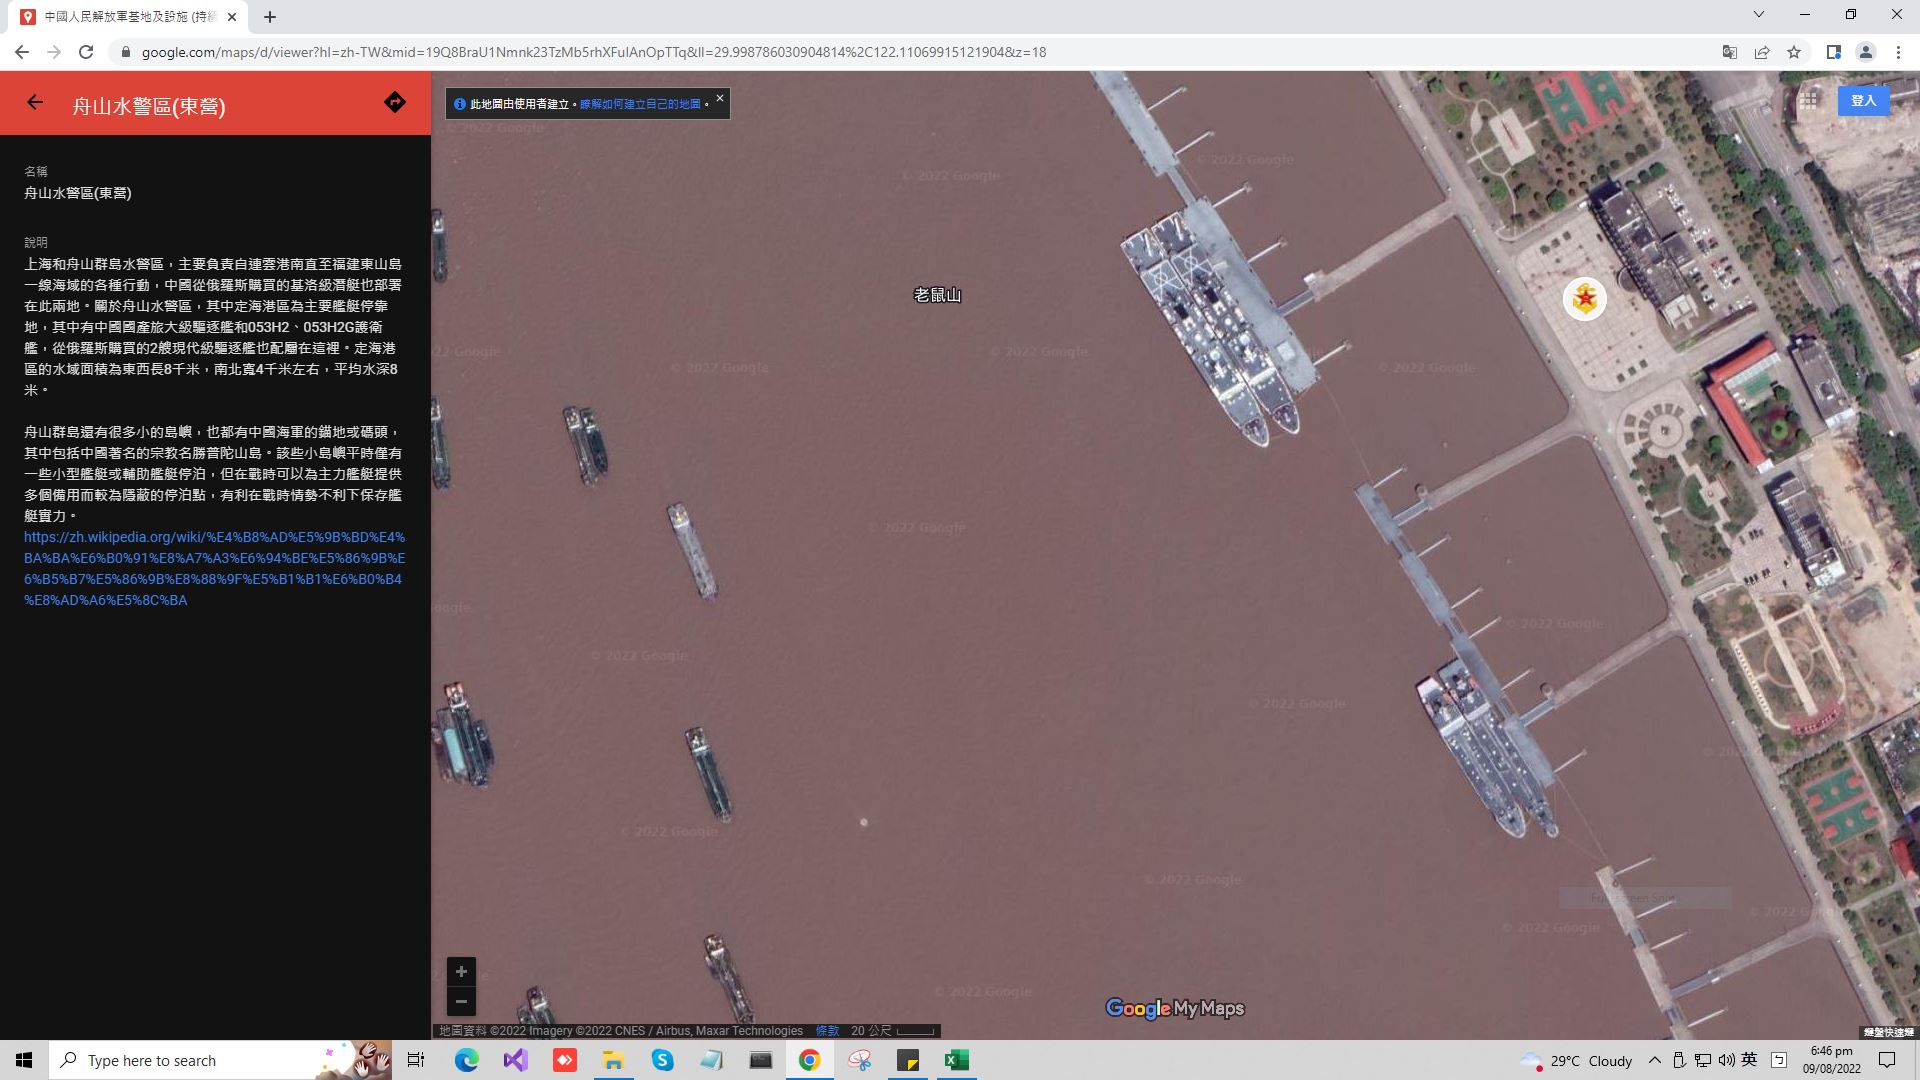 中國人民解放軍基地及設施 (持續
google.com/maps/d/viewer?hl=zh-TW&mid=19Q8BraU1Nmnk23TzMb5rhXFulAnOpTTq&ll=29.998786030904814%2C122.110699151219048&z=18
舟山水警區(東營)
此地圖由使用者建立。瞭解如何建立自己的地圖。
登入
名稱
舟山水警區(東營)
說明
上海和舟山群島水警區，主要負責自連雲港南直至福建東山島
一線海域的各種行動，中國從俄羅斯購買的基洛級潛艇也部署
在此兩地。關於舟山水警區，其中定海港區為主要艦艇停靠
地，其中有中國國產旅大級驅逐艦和053H2、053H2G護衛
艦，從俄羅斯購買的2艘現代級驅逐艦也配屬在這裡。定海港
區的水域面積為東西長8千米，南北寬4千米左右，平均水深8
米。
舟山群島還有很多小的島嶼，也都有中國海軍的錨地或碼頭，
其中包括中國著名的宗教名勝普陀山島。該些小島嶼平時僅有
一些小型艦艇或輔助艦艇停泊，但在戰時可以為主力艦艇提供
多個備用而較為隱蔽的停泊點，有利在戰時情勢不利下保存艦
艇實力。
https://zh.wikipedia.org/wiki/%E4%B8%AD%E5%9B%BD%E4%
BA%BA%E6%B0%91%E8%A7%A3%E6%94%BE%E5%86%9B%E
6%B5%B7%E5%86%9B%E8%88%9F%E5%B1%B1%E6%B0%B4
%E8%AD%A6%E5%8C%BA
老鼠山
© 2022 Google
Google My Maps
地圖資料 ©2022 Imagery ©2022 CNES / Airbus, Maxar Technologies 條款 20 公尺
鍵盤快速鍵
Type here to search
29°C Cloudy
英
6:46 pm
09/08/2022